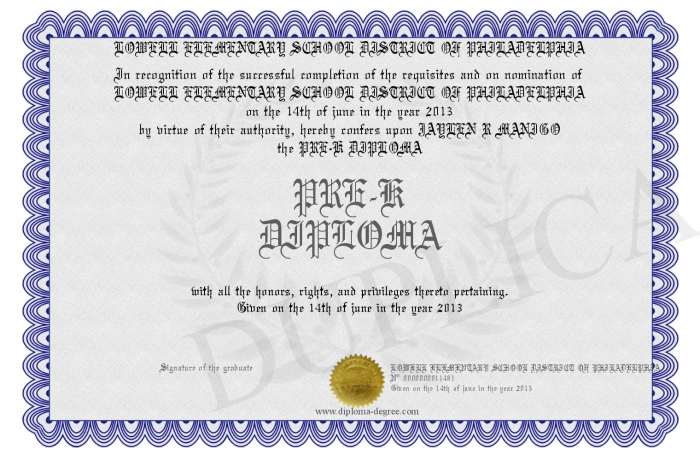 LOWELL ELEMENTARY SCHOOL DISTRICT OF PHILADELPHIA
In recognition of the successful completion of the requisites and on nomination of
LOWELL ELEMENTARY SCHOOL DISTRICT OF PHILADELPHIA
on the 14th of june in the year 2013
by virtue of their authority, hereby confers upon JAYLEN R MANIGO
the PRE-K DIPLOMA
PRE-K
DIPLOMA
DUPLICA
with all the honors, rights, and privileges thereto pertaining.
Given on the 14th of june in the year 2013
Signature of the graduate
LOWELL ELEMENTARY SCHOOL DISTRICT OF PHILADELPHIA
N° 0000000011481
Given on the 14th of june in the year 2013
www.diploma-degree.com